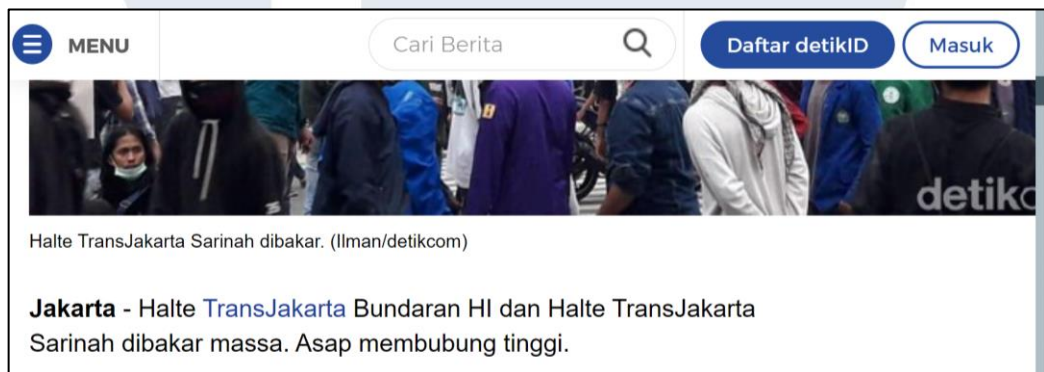 MENU
Cari Berita
Daftar detikID
Masuk
detikc
Halte TransJakarta Sarinah dibakar. (Ilman/detikcom)
Jakarta - Halte TransJakarta Bundaran HI dan Halte TransJakarta
Sarinah dibakar massa. Asap membubung tinggi.